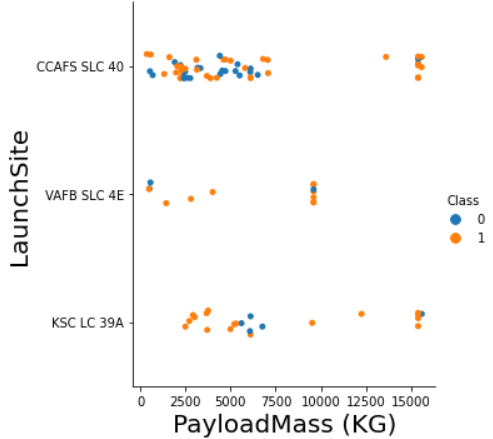 LaunchSite
CCAFS SLC 40
VAFB SLC 4E
KSC LC 39A
0 2500 5000 7500 10000 12500 15000
PayloadMass (KG)
Class
0
1